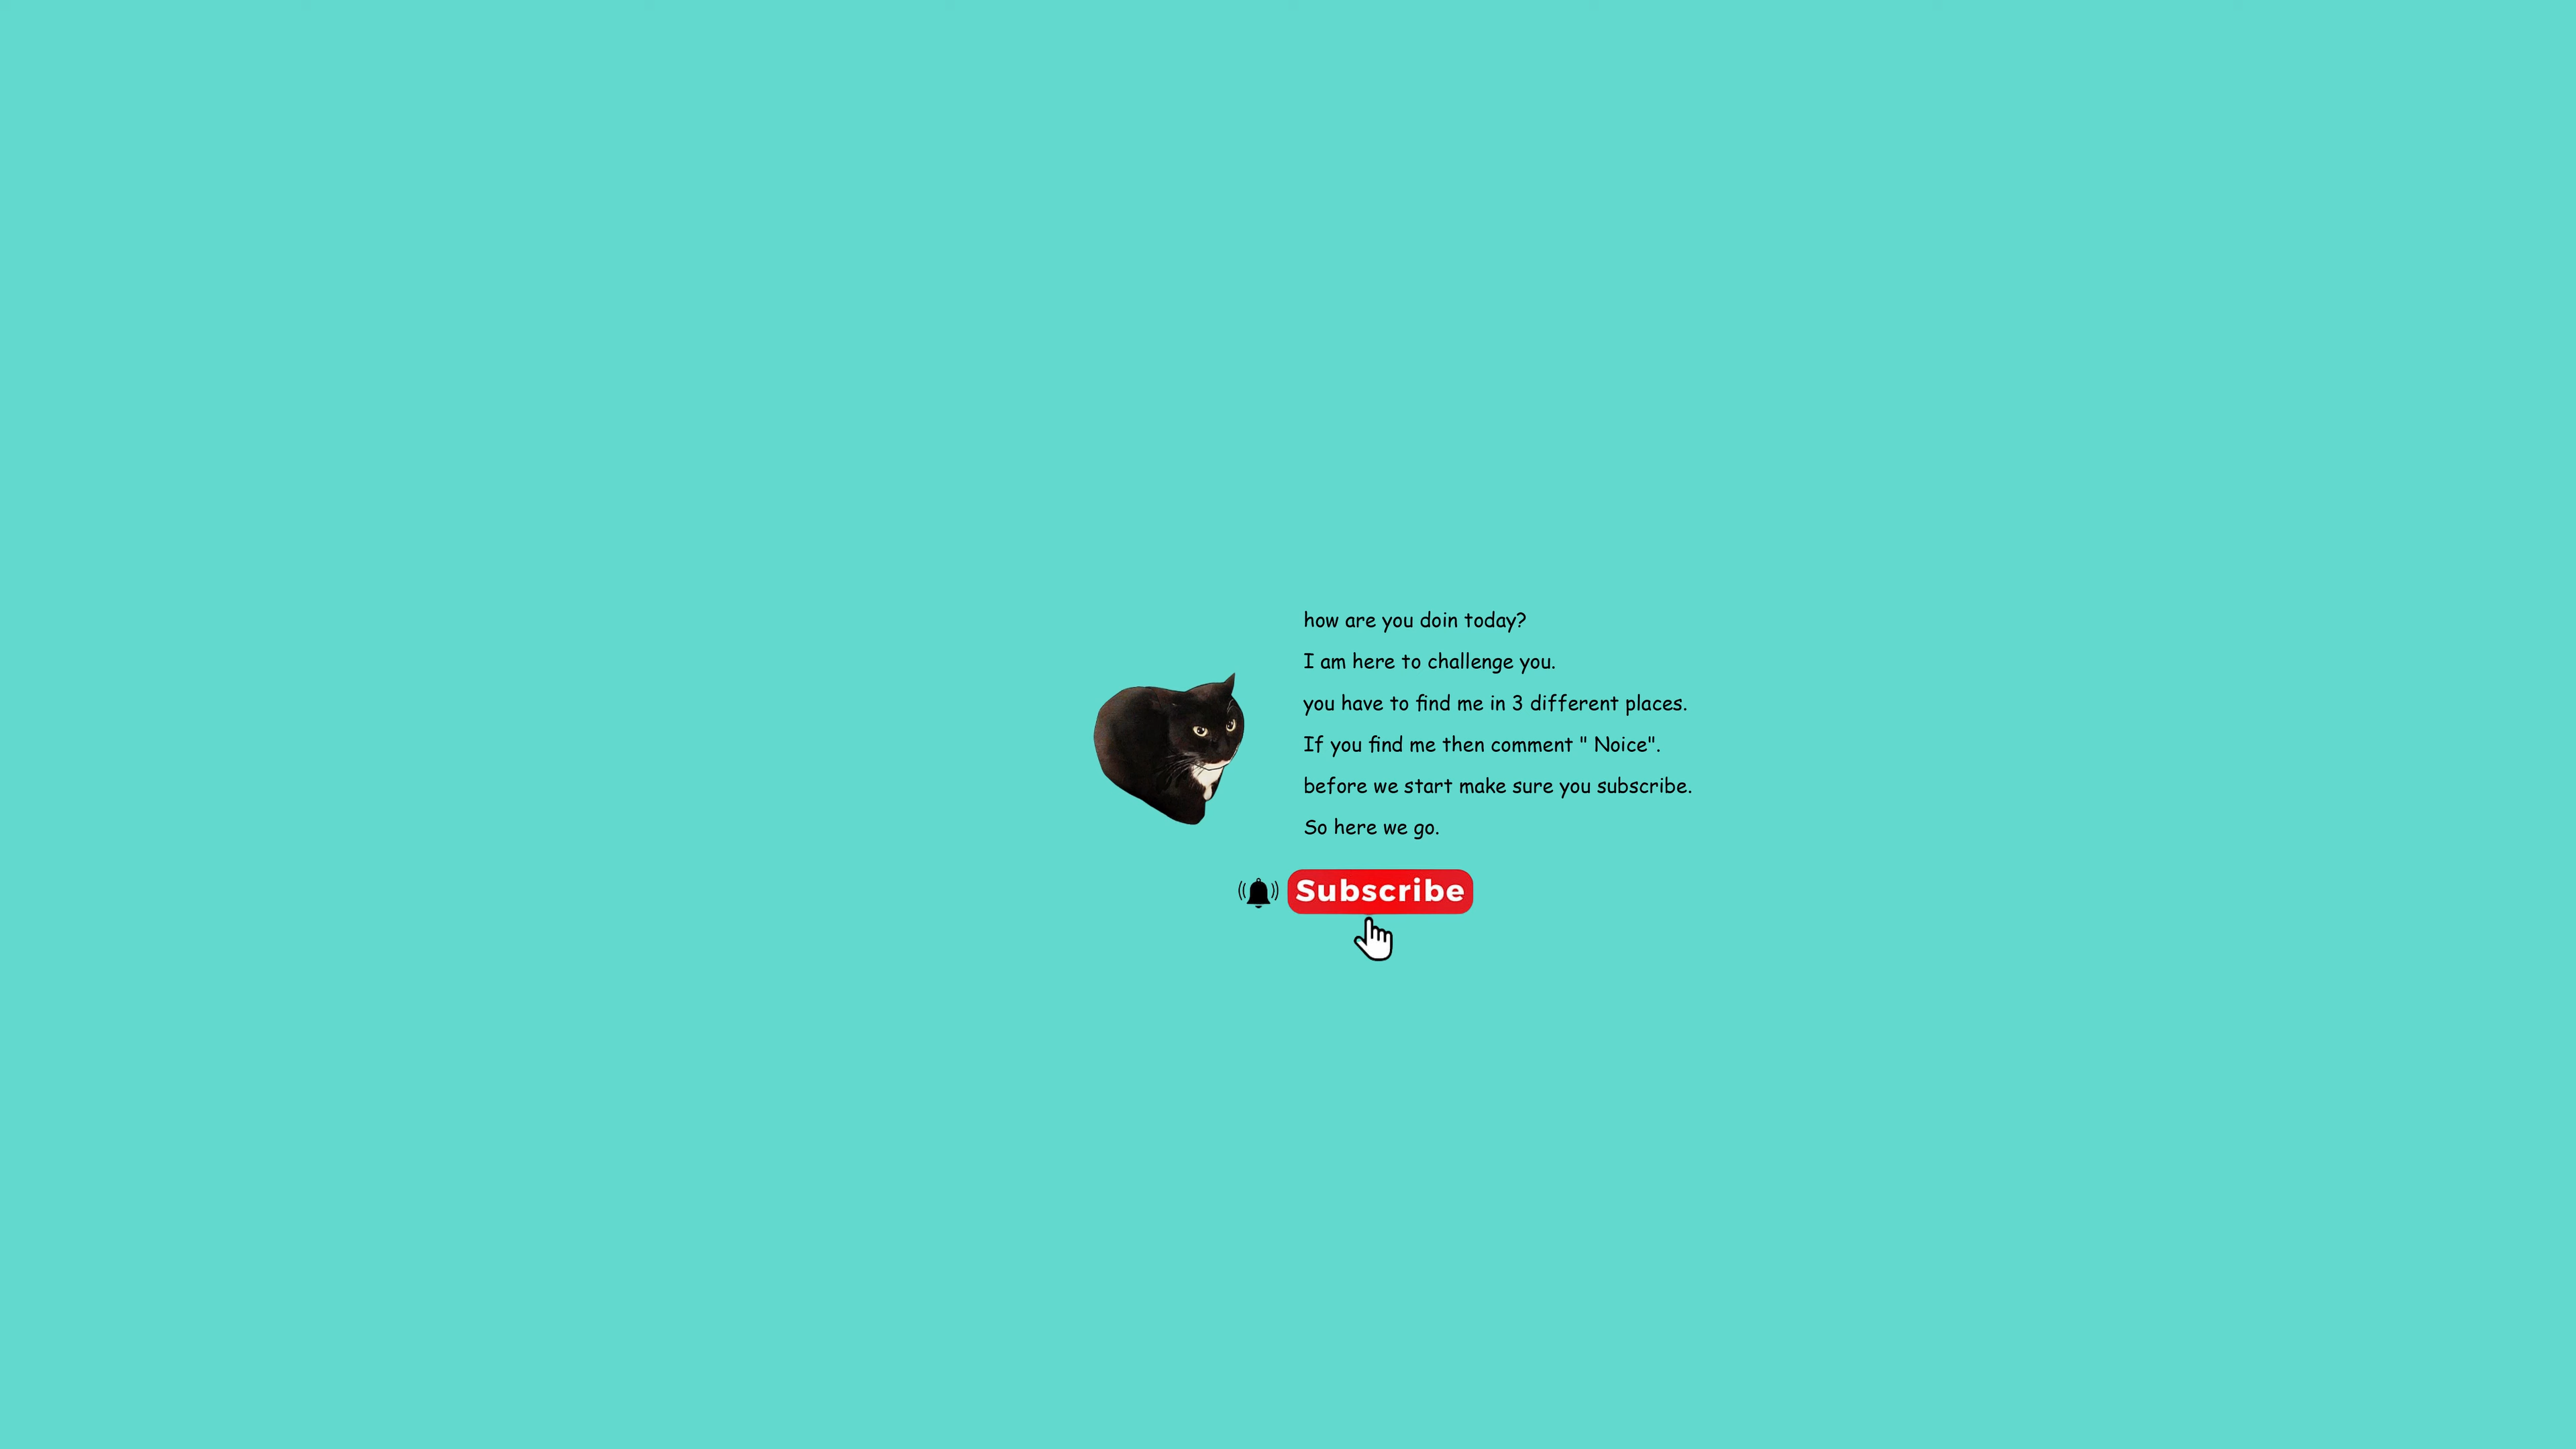 how are you doin today?
I am here to challenge you.
you have to find me in 3 different places.
If you find me then comment " Noice".
before we start make sure you subscribe.
So here we go.
Subscribe